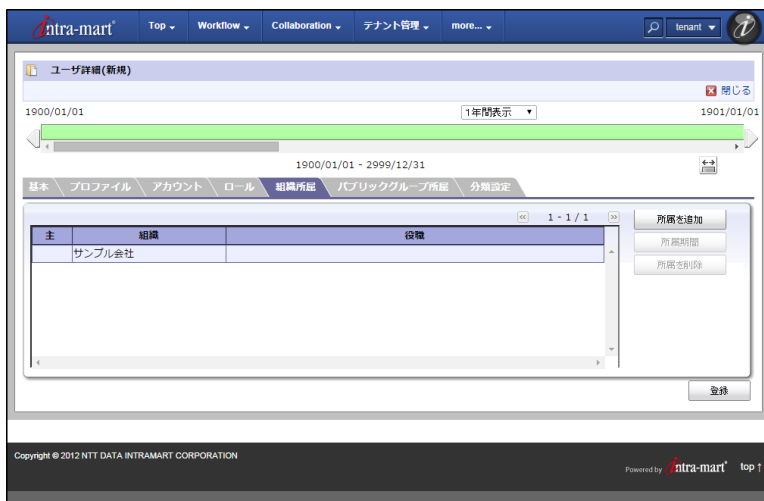 intra-mart Top Workflow Collaboration テナント管理 more... tenant
ユーザ詳細(新規)
閉じる
1900/01/01 1年間表示 1901/01/01
1900/01/01 - 2999/12/31
基本 プロファイル アカウント ロール 組織所属 パブリックグループ所属 分類設定
1 - 1 / 1 所属を追加
主 組織 役職 所属期間
サンプル会社 所属を削除
登録
Copyright © 2012 NTT DATA INTRAMART CORPORATION
Powered by intra-mart top ↑